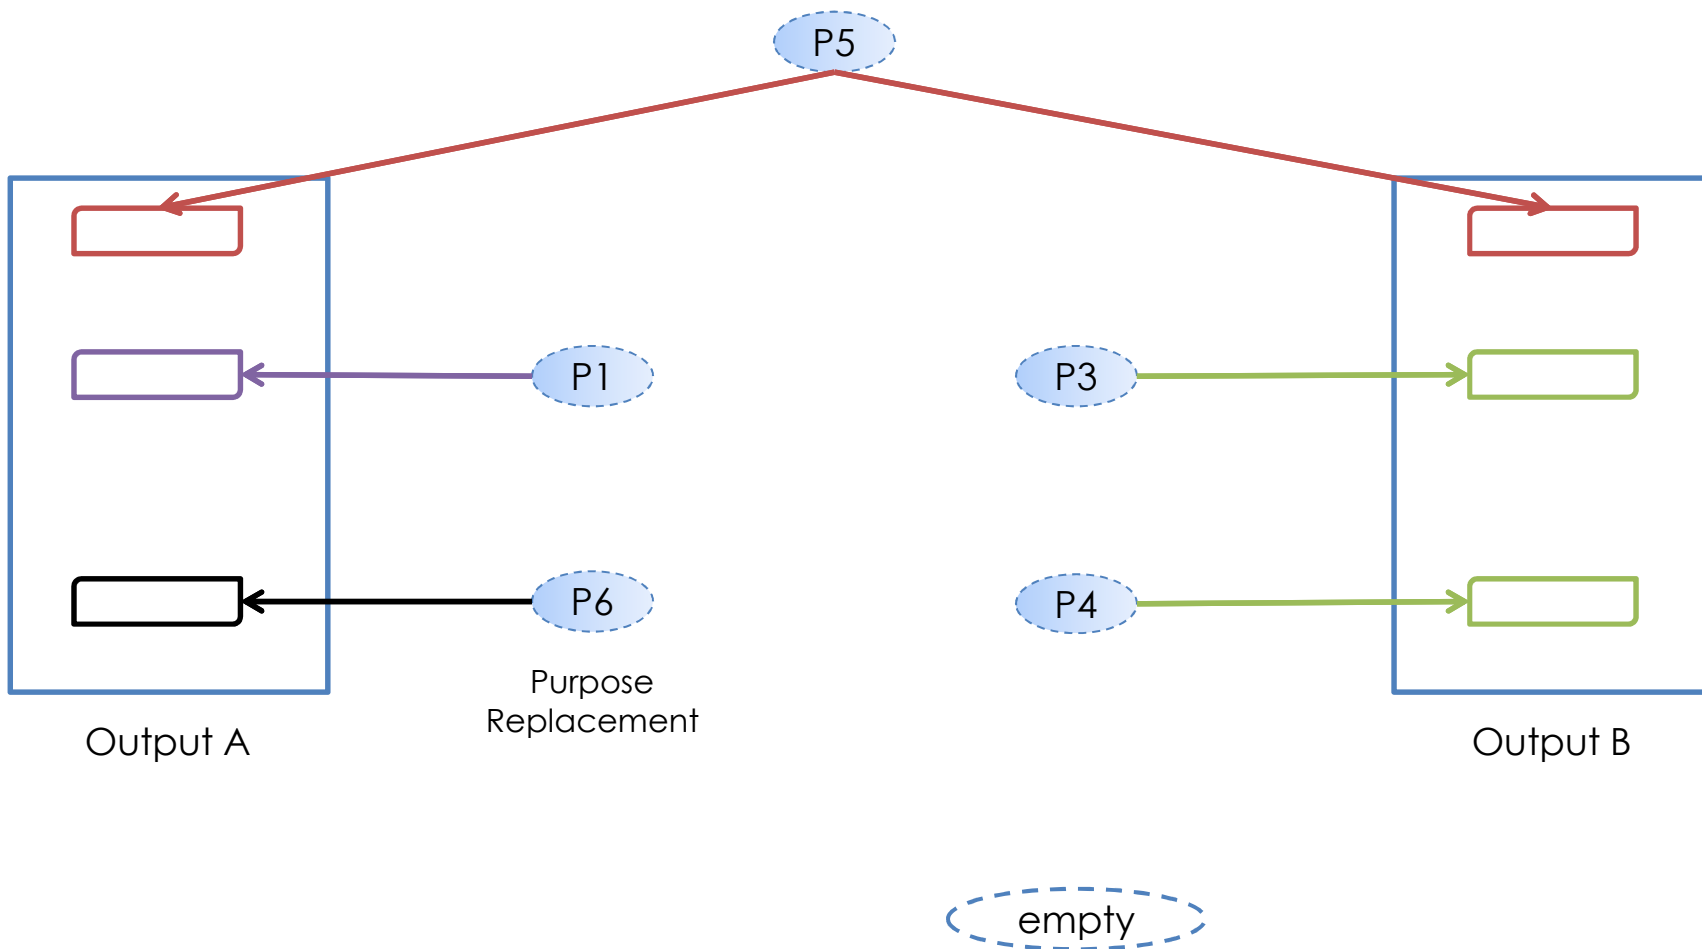 P5
P1
P3
P6
P4
Purpose
Replacement
Output A
Output B
empty